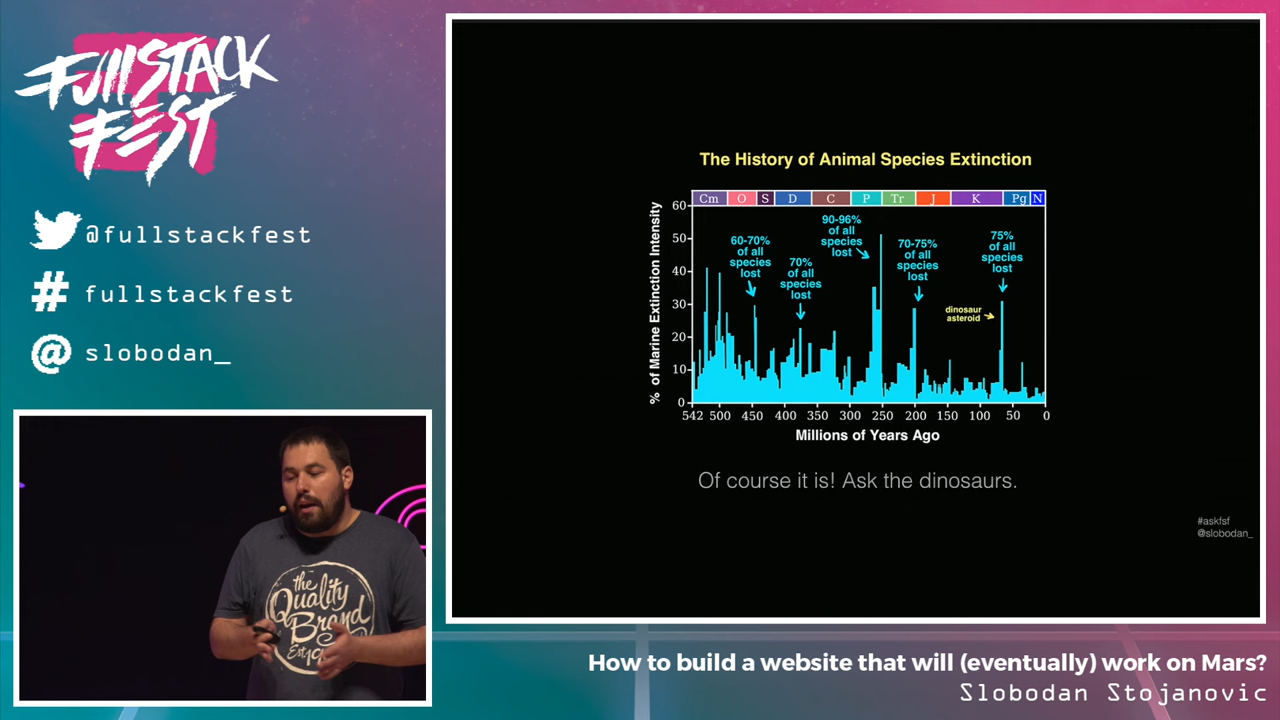 FullSTACK
FEST
@fullstackfest
# fullstackfest
@ slobodan_
the
Quality
Brand
The History of Animal Species Extinction
Cm O S D C P Tr J K Pg N
% of Marine Extinction Intensity
60
50
40
30
20
10
0
60-70%
of all
species
lost
70%
of all
species
lost
90-96%
of all
species
lost
70-75%
of all
species
lost
75%
of all
species
lost
dinosaur
asteroid
542 500 450 400 350 300 250 200 150 100 50 0
Millions of Years Ago
Of course it is! Ask the dinosaurs.
#askfsf
@slobodan_
How to build a website that will (eventually) work on Mars?
Slobodan Stojanovic